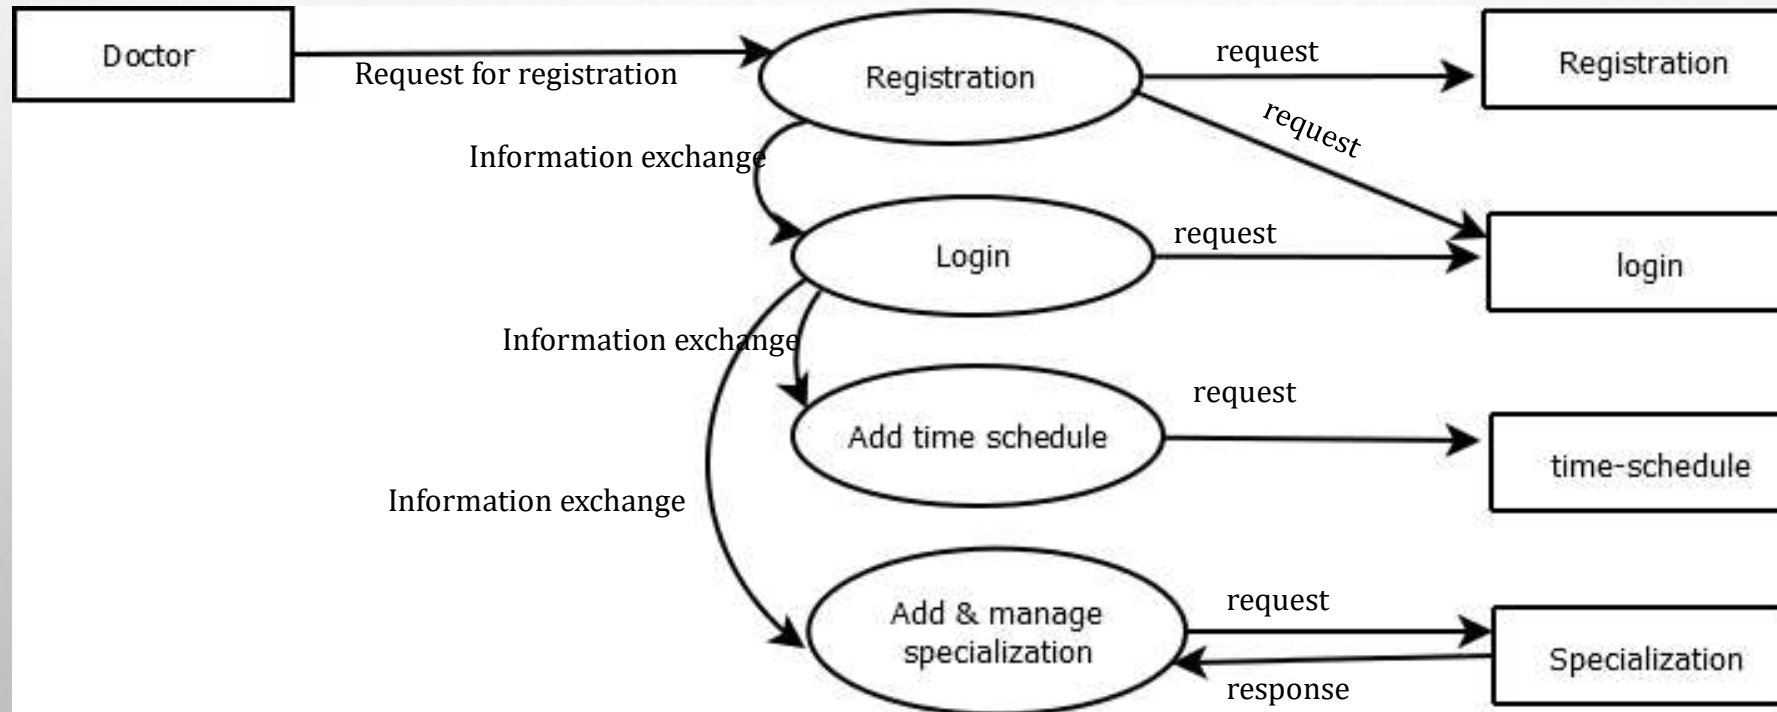 Doctor
Request for registration
Registration
request
Registration
request
Information exchange
Login
request
login
Information exchange
Add time schedule
request
time-schedule
Information exchange
Add & manage
specialization
request
response
Specialization